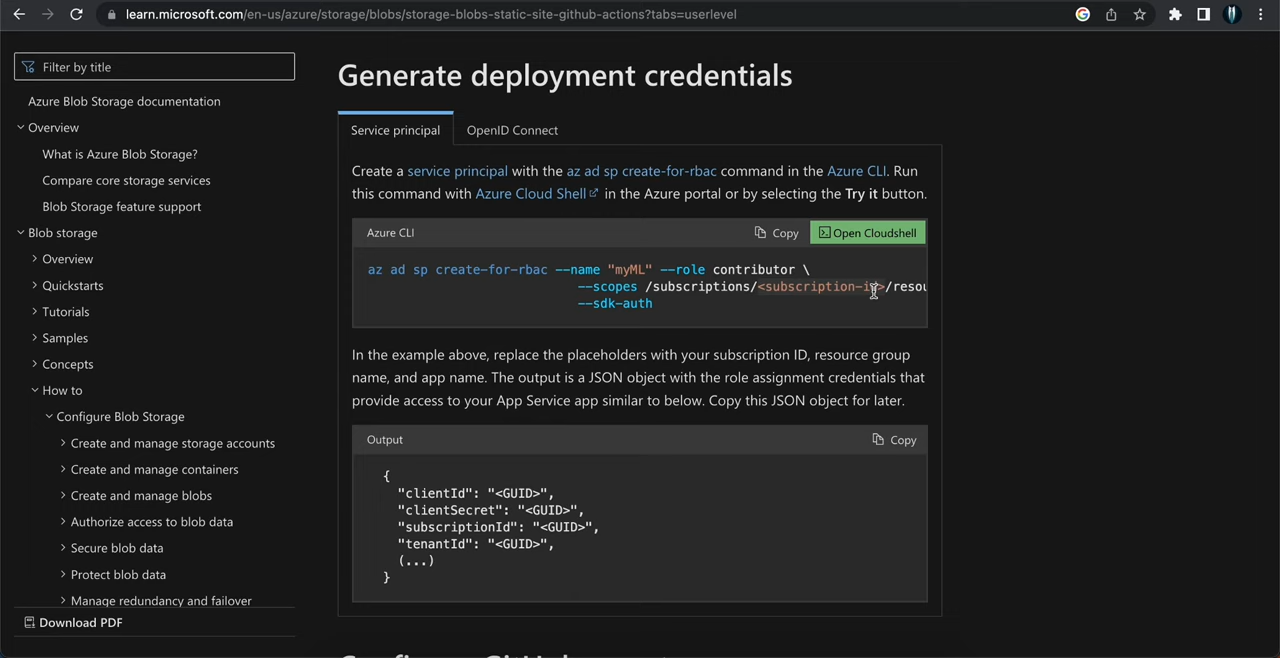 learn.microsoft.com/en-us/azure/storage/blobs/storage-blobs-static-site-github-actions?tabs=userlevel
Filter by title
Azure Blob Storage documentation
Overview
What is Azure Blob Storage?
Compare core storage services
Blob Storage feature support
Blob storage
Overview
Quickstarts
Tutorials
Samples
Concepts
How to
Configure Blob Storage
Create and manage storage accounts
Create and manage containers
Create and manage blobs
Authorize access to blob data
Secure blob data
Protect blob data
Manage redundancy and failover
Download PDF
Generate deployment credentials
Service principal OpenID Connect
Create a service principal with the az ad sp create-for-rbac command in the Azure CLI. Run
this command with Azure Cloud Shell in the Azure portal or by selecting the Try it button.
Azure CLI Copy Open Cloudshell
az ad sp create-for-rbac --name "myML" --role contributor \
--scopes /subscriptions/<subscription-id>/resou
--sdk-auth
In the example above, replace the placeholders with your subscription ID, resource group
name, and app name. The output is a JSON object with the role assignment credentials that
provide access to your App Service app similar to below. Copy this JSON object for later.
Output Copy
{
"clientId": "<GUID>",
"clientSecret": "<GUID>",
"subscriptionId": "<GUID>",
"tenantId": "<GUID>",
(...)
}